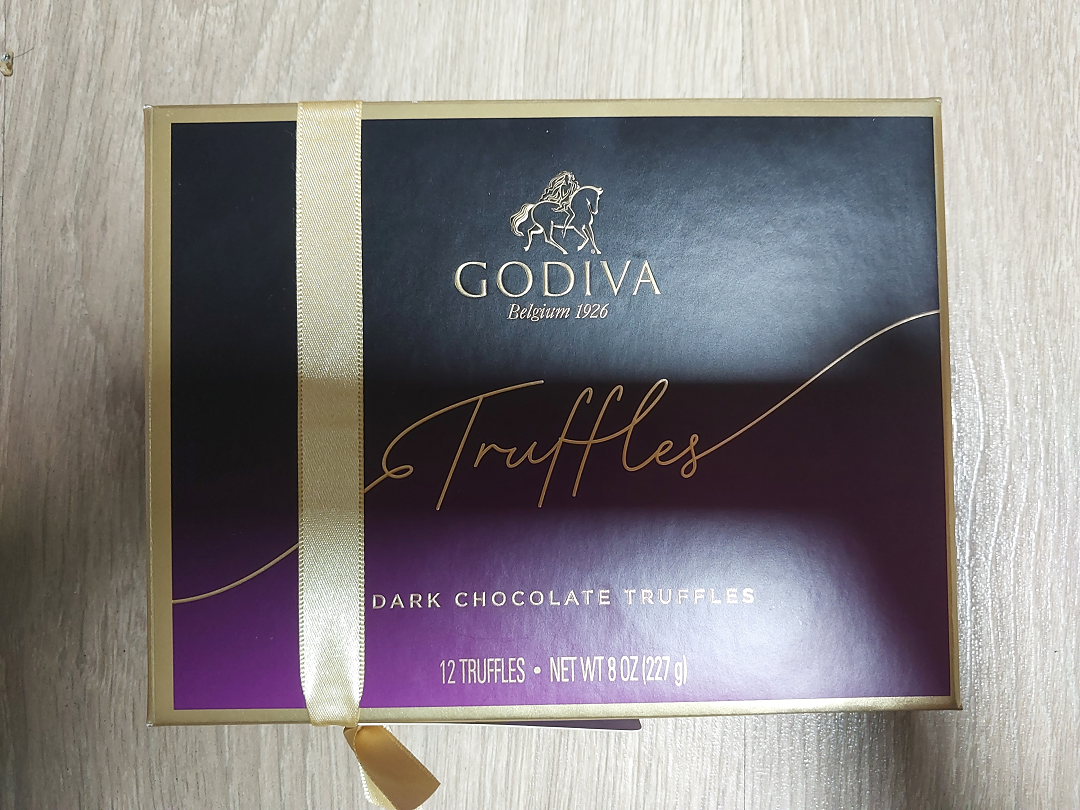 GODIVA
Belgium 1926
Truffles
DARK CHOCOLATE TRUFFLES
12 TRUFFLES • NET WT 8 OZ (227 g)